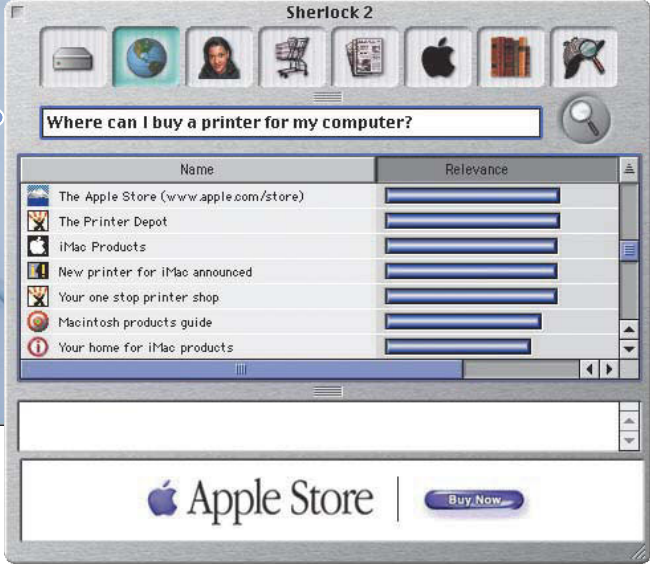 Sherlock 2
Where can I buy a printer for my computer?
Name Relevance
The Apple Store (www.apple.com/store)
The Printer Depot
iMac Products
New printer for iMac announced
Your one stop printer shop
Macintosh products guide
Your home for iMac products
Apple Store Buy Now